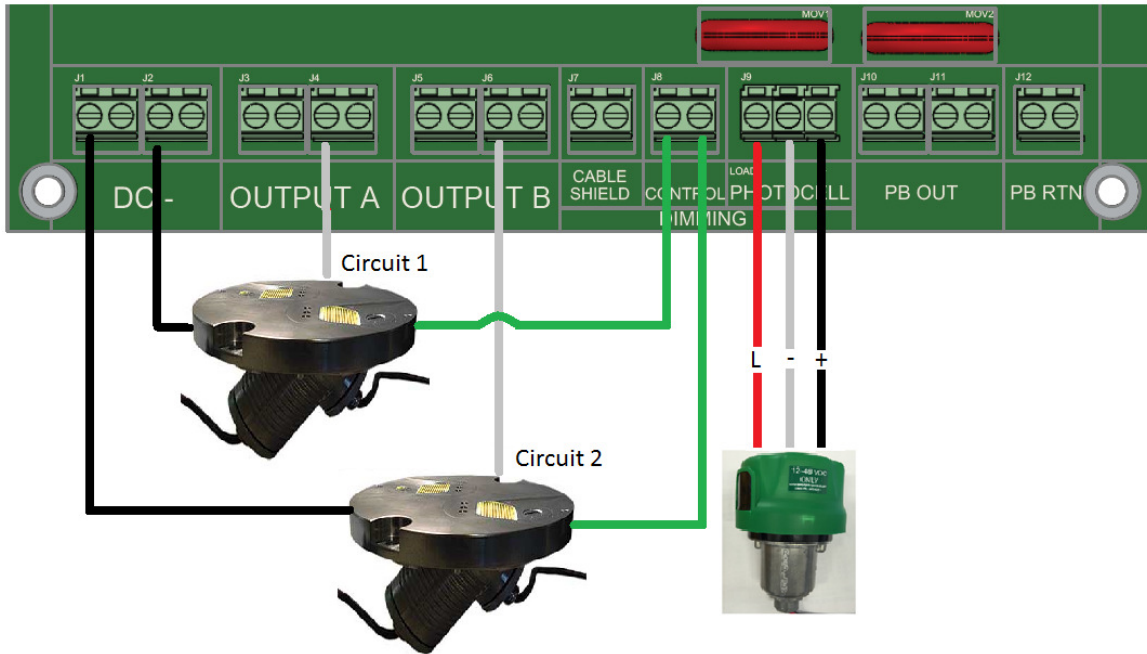 MOV1
MOV2
J1
J2
J3
J4
J5
J6
J7
J8
J9
J10
J11
J12
DC -
OUTPUT A
OUTPUT B
CABLE
SHIELD
CONTROL
LOAD
PHOTOCELL
DIMMING
PB OUT
PB RTN
Circuit 1
Circuit 2
L
-
+
12-48 VDC
ONLY